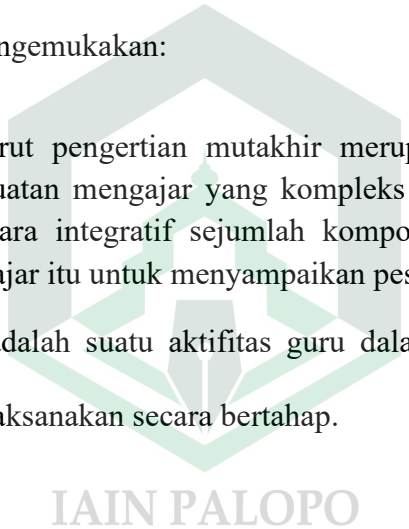 ngemukakan:
rut pengertian mutakhir merup
uatan mengajar yang kompleks
ara integratif sejumlah kompo
ajar itu untuk menyampaikan pes
dalah suatu aktifitas guru dala
aksanakan secara bertahap.
IAIN PALOPO